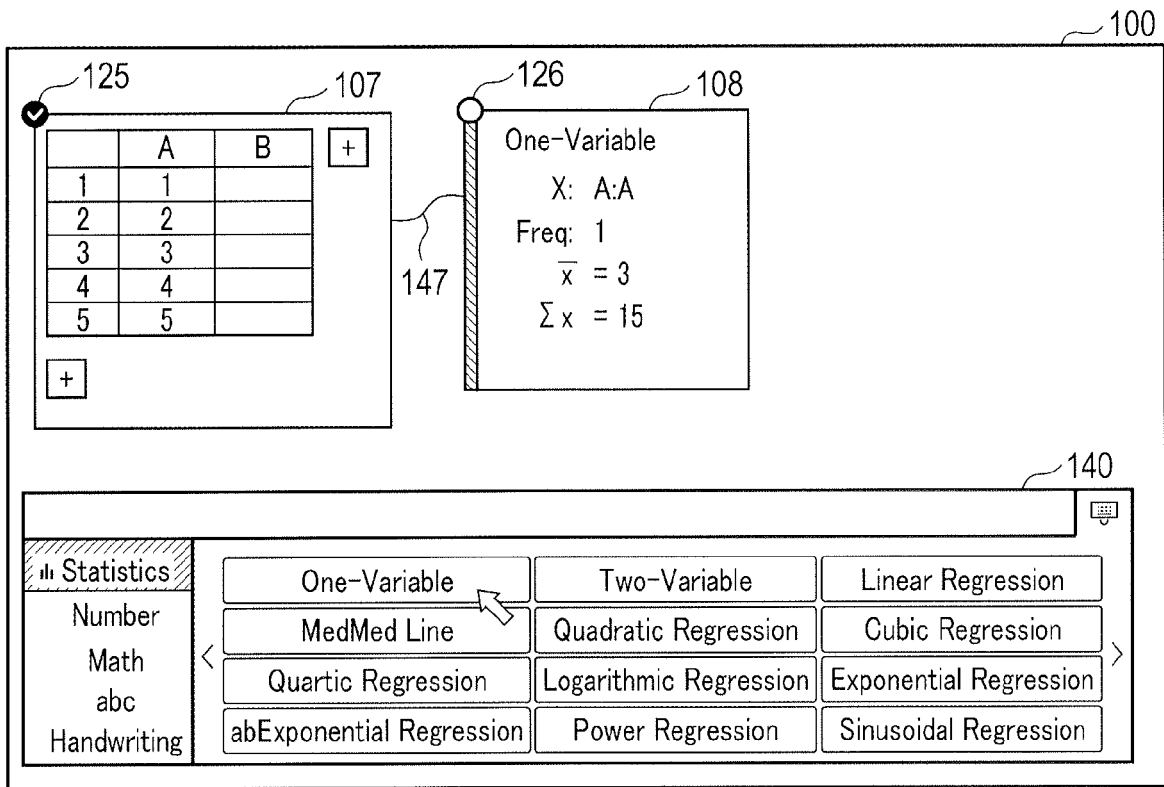 100
125
107
126
108
A B +
1 1
2 2
3 3
4 4
5 5
+
147
One-Variable
X: A:A
Freq: 1
x̄ = 3
Σx = 15
140
Statistics
Number
Math
abc
Handwriting
< One-Variable Two-Variable Linear Regression >
MedMed Line Quadratic Regression Cubic Regression
Quartic Regression Logarithmic Regression Exponential Regression
abExponential Regression Power Regression Sinusoidal Regression